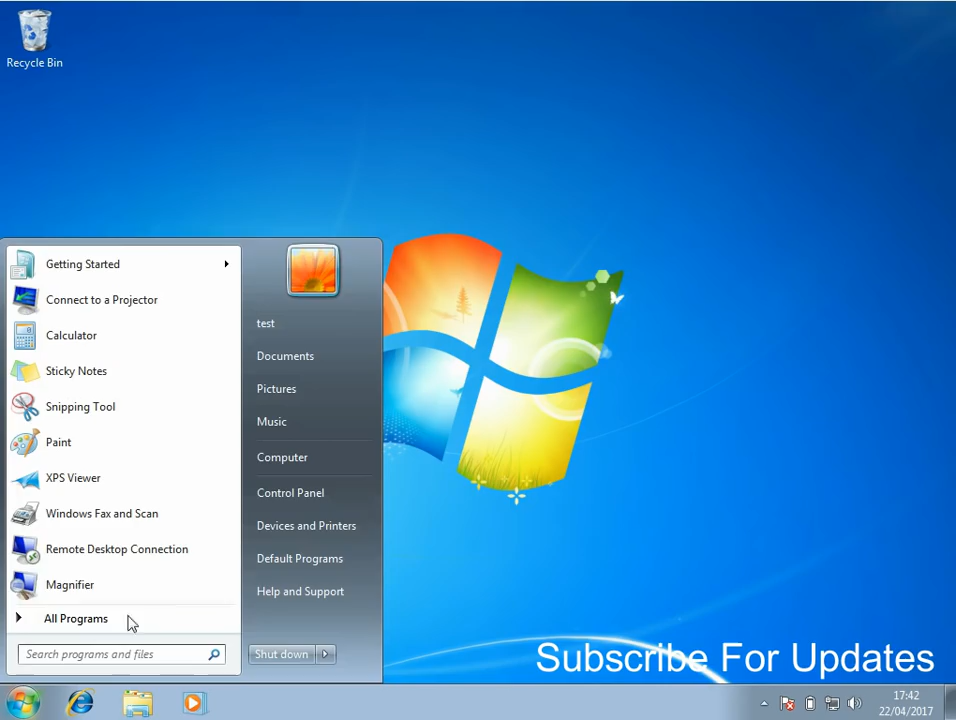 Recycle Bin
Getting Started
Connect to a Projector
Calculator
Sticky Notes
Snipping Tool
Paint
XPS Viewer
Windows Fax and Scan
Remote Desktop Connection
Magnifier
All Programs
Search programs and files
test
Documents
Pictures
Music
Computer
Control Panel
Devices and Printers
Default Programs
Help and Support
Shut down
Subscribe For Updates
17:42
22/04/2017